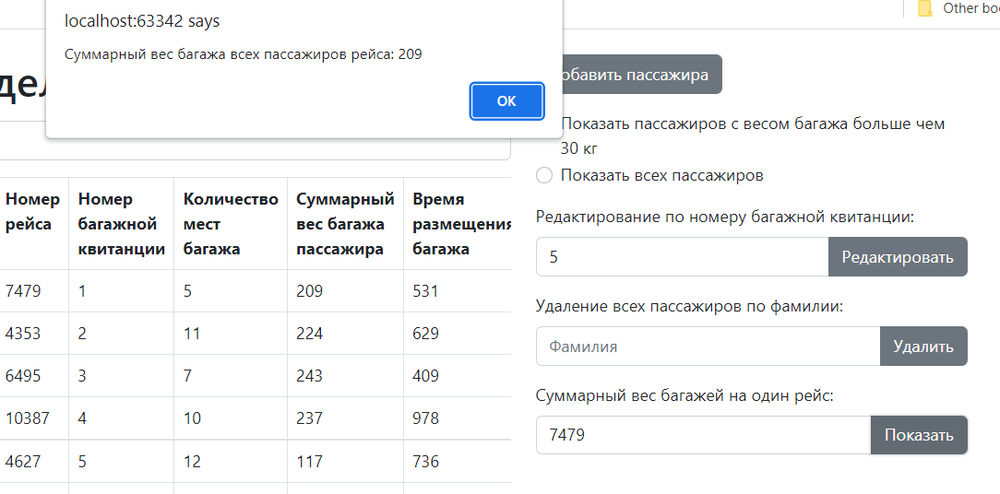 Other boo
localhost:63342 says
Суммарный вес багажа всех пассажиров рейса: 209
OK
дел
обавить пассажира
Показать пассажиров с весом багажа больше чем
30 кг
Показать всех пассажиров
Номер рейса
Номер багажной квитанции
Количество мест багажа
Суммарный вес багажа пассажира
Время размещения багажа
7479 1 5 209 531
4353 2 11 224 629
6495 3 7 243 409
10387 4 10 237 978
4627 5 12 117 736
Редактирование по номеру багажной квитанции:
5 Редактировать
Удаление всех пассажиров по фамилии:
Фамилия Удалить
Суммарный вес багажей на один рейс:
7479 Показать